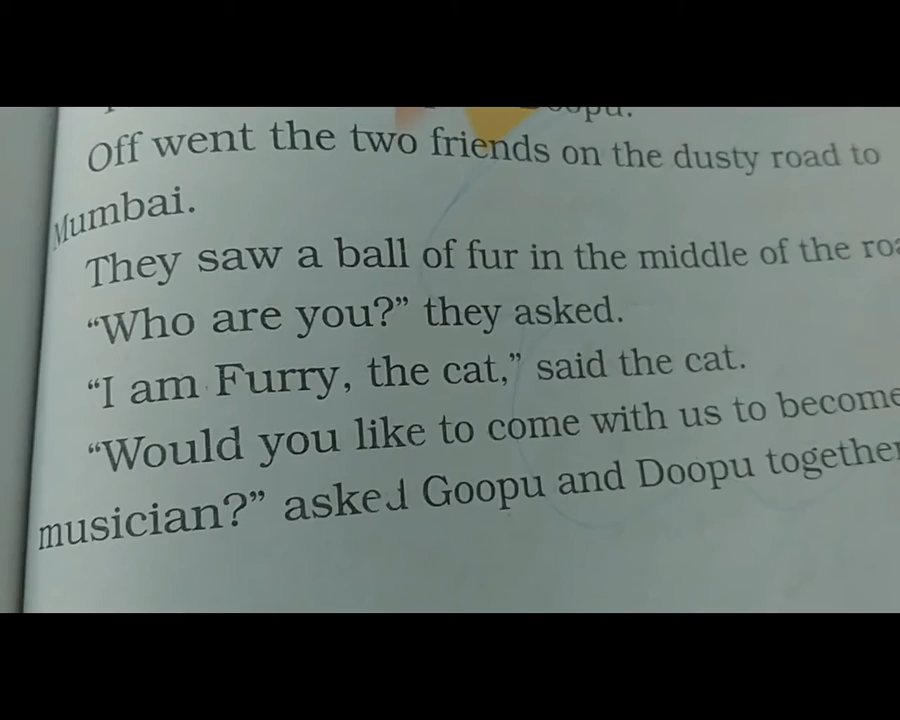 Off went the two friends on the dusty road to
Mumbai.
They saw a ball of fur in the middle of the
“Who are you?” they asked.
“I am Furry, the cat,” said the cat.
“Would you like to come with us to become
musician?” asked Goopu and Doopu